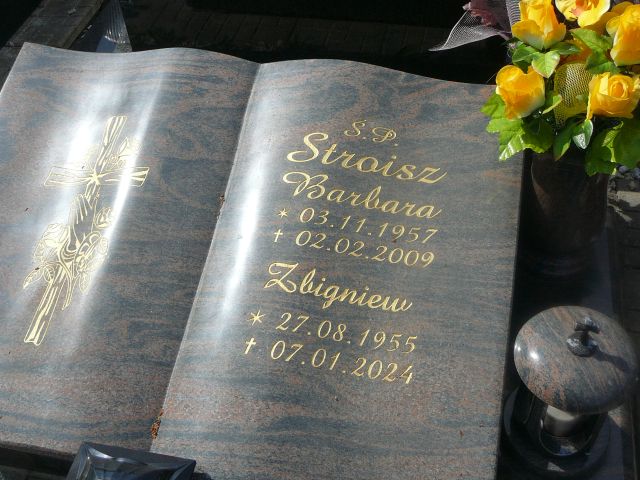 Ś.P.
Stroisz
Barbara
* 03.11.1957
† 02.02.2009
Zbigniew
* 27.08.1955
† 07.01.2024